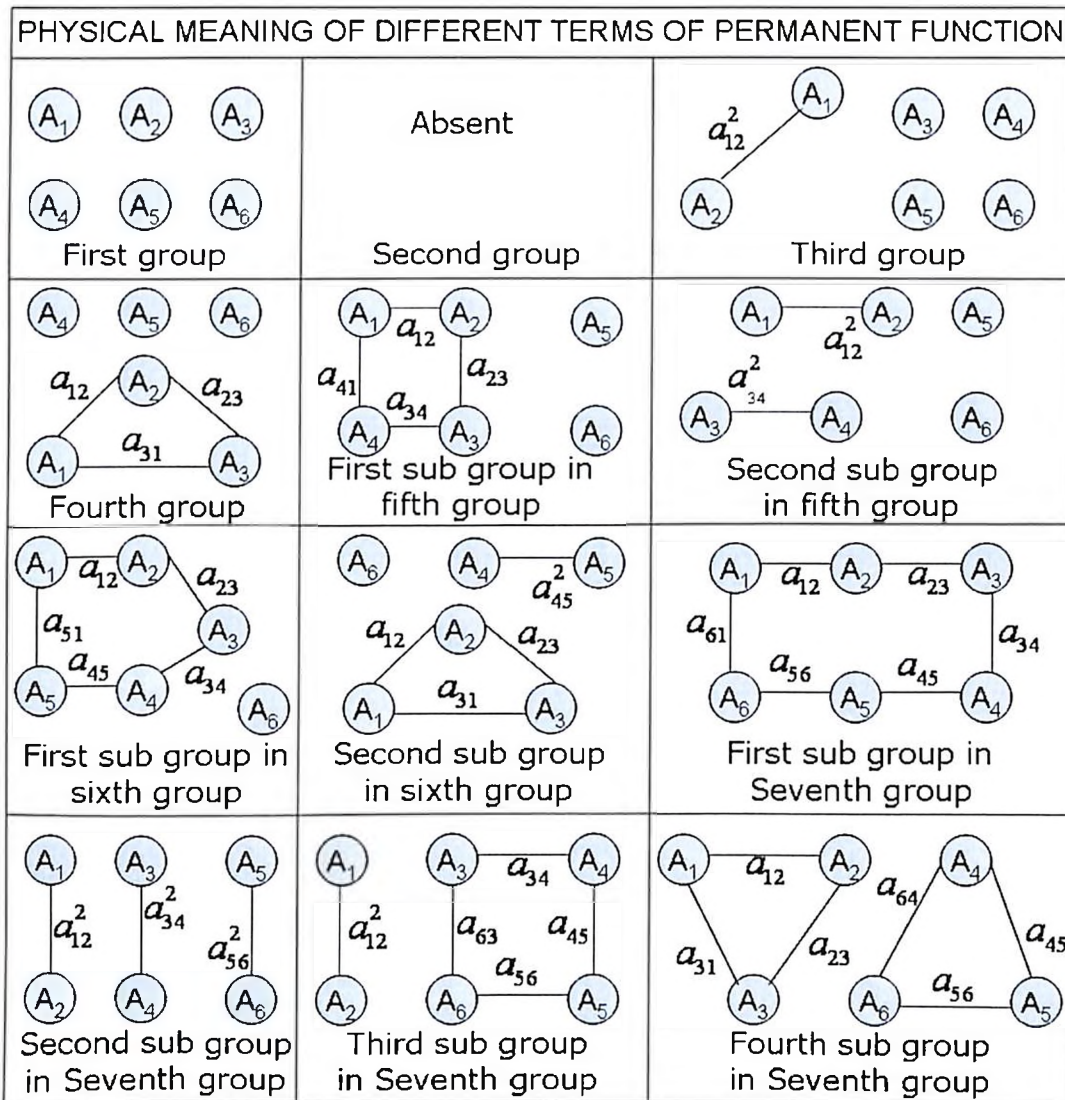 PHYSICAL MEANING OF DIFFERENT TERMS OF PERMANENT FUNCTION
A₁ A₂ A₃
A₄ A₅ A₆
First group
Absent
Second group
A₁ A₃ A₄
a₁₂²
A₂ A₅ A₆
Third group
A₄ A₅ A₆
a₁₂ A₂ a₂₃
A₁ a₃₁ A₃
Fourth group
A₁ a₁₂ A₂ A₅
a₄₁ a₂₃
A₄ a₃₄ A₃ A₆
First sub group in
fifth group
A₁ a₁₂² A₂ A₅
a₃₄²
A₃ A₄ A₆
Second sub group
in fifth group
A₁ a₁₂ A₂ a₂₃
a₅₁ A₃
a₄₅ a₃₄
A₅ A₄ A₆
First sub group in
sixth group
A₆ A₄ a₄₅² A₅
a₁₂ A₂ a₂₃
A₁ a₃₁ A₃
Second sub group
in sixth group
A₁ a₁₂ A₂ a₂₃ A₃
a₆₁ a₃₄
A₆ a₅₆ A₅ a₄₅ A₄
First sub group in
Seventh group
A₁ A₃ A₅
a₁₂² a₃₄² a₅₆²
A₂ A₄ A₆
Second sub group
in Seventh group
A₁ A₃ a₃₄ A₄
a₁₂² a₆₃ a₄₅
A₂ A₆ a₅₆ A₅
Third sub group
in Seventh group
A₁ a₁₂ A₂ a₆₄ A₄
a₃₁ a₂₃ a₄₅
A₃ A₆ a₅₆ A₅
Fourth sub group
in Seventh group